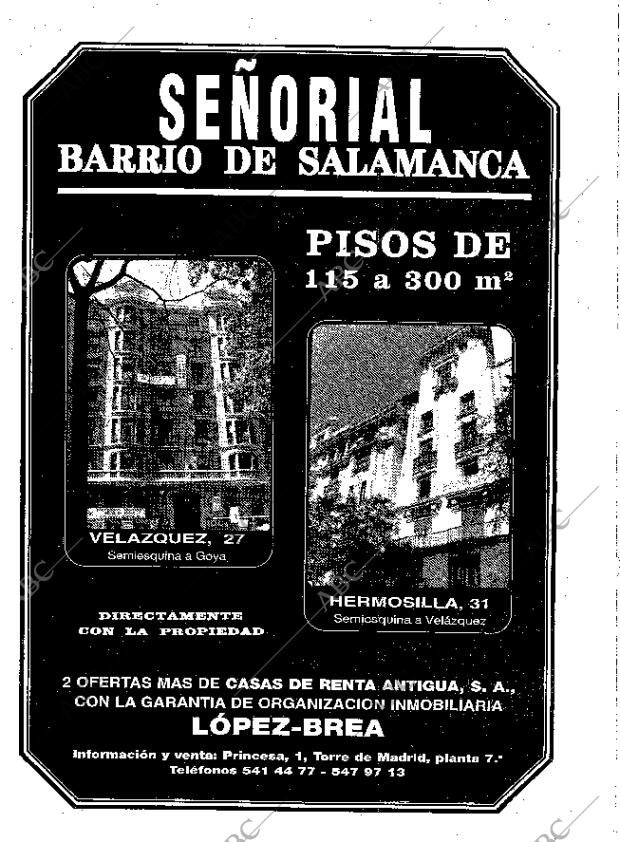 SEÑORIAL
BARRIO DE SALAMANCA
PISOS DE
115 a 300 m²
VELAZQUEZ, 27
Semiesquina a Goya
HERMOSILLA, 31
Semiesquina a Velázquez
DIRECTAMENTE
CON LA PROPIEDAD
2 OFERTAS MAS DE CASAS DE RENTA ANTIGUA, S. A.,
CON LA GARANTIA DE ORGANIZACION INMOBILIARIA
LÓPEZ-BREA
Información y venta: Princesa, 1, Torre de Madrid, planta 7.ª
Teléfonos 541 44 77 - 547 97 13